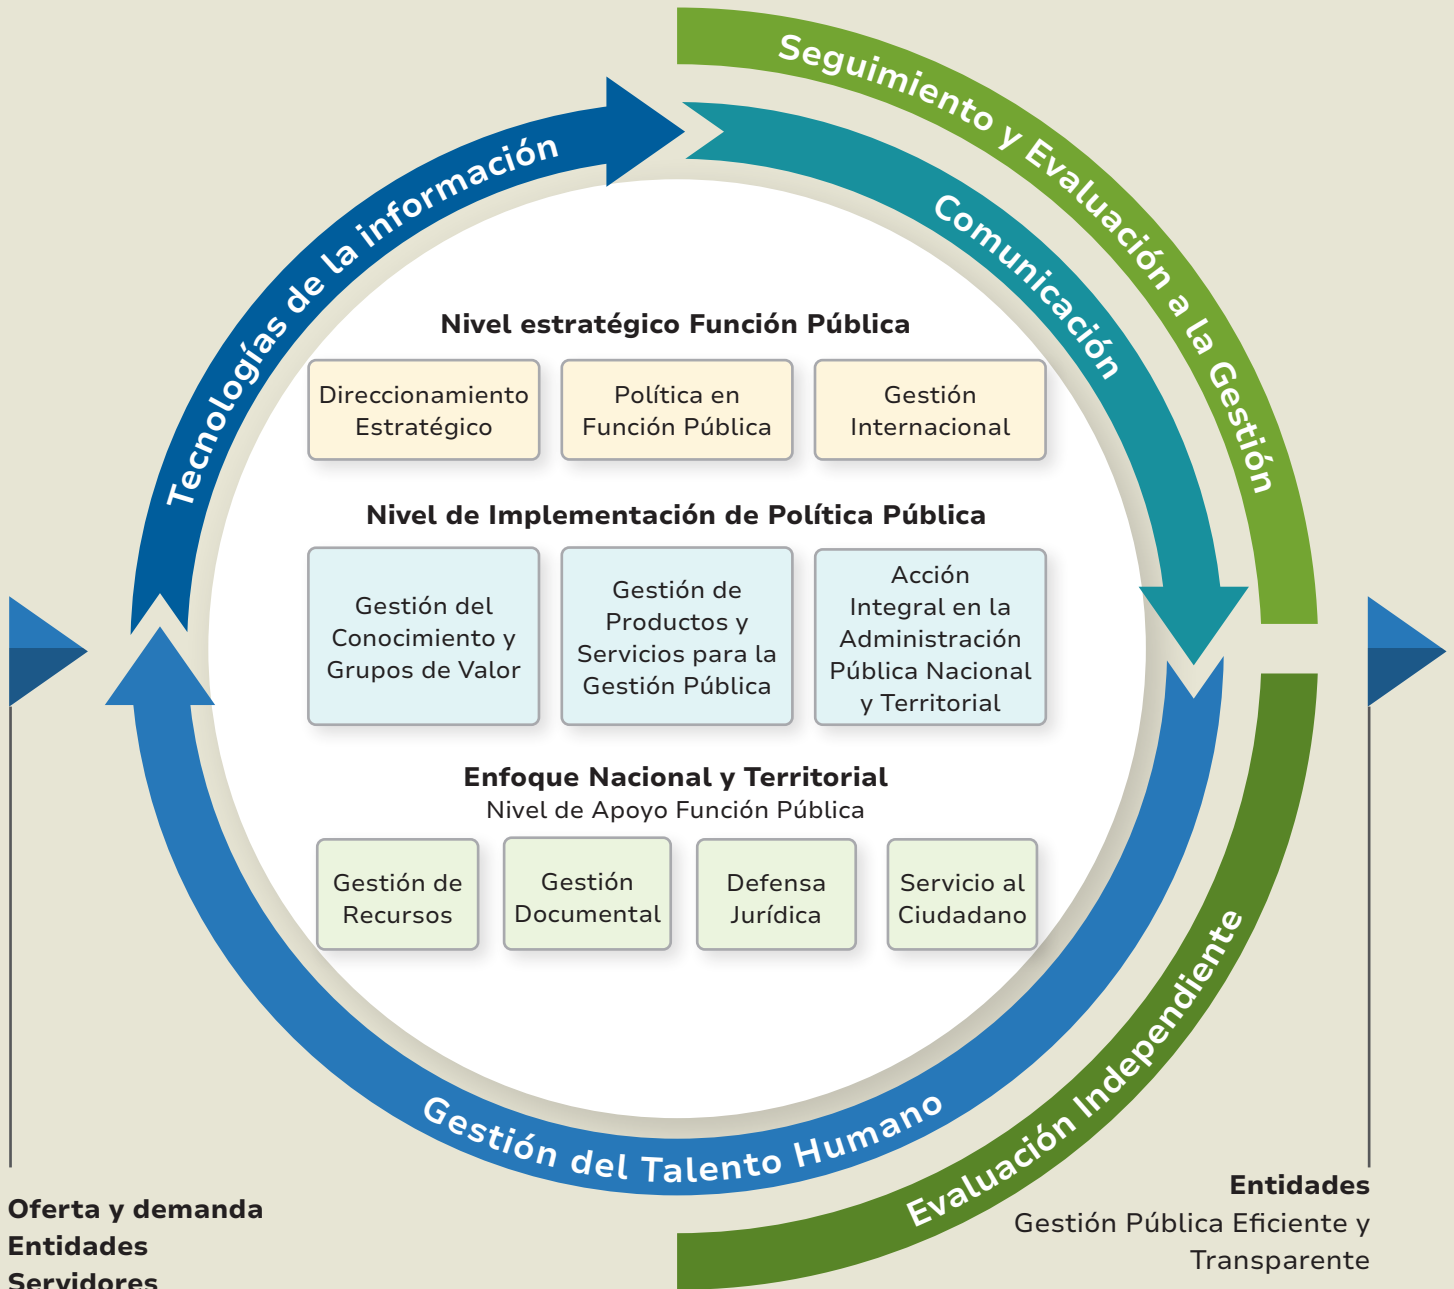 Seguimiento y Evaluación a la Gestión
Tecnologías de la información
Comunicación
Nivel estratégico Función Pública
Direccionamiento
Estratégico
Política en
Función Pública
Gestión
Internacional
Nivel de Implementación de Política Pública
Gestión del
Conocimiento y
Grupos de Valor
Gestión de
Productos y
Servicios para la
Gestión Pública
Acción
Integral en la
Administración
Pública Nacional
y Territorial
Enfoque Nacional y Territorial
Nivel de Apoyo Función Pública
Gestión de
Recursos
Gestión
Documental
Defensa
Jurídica
Servicio al
Ciudadano
Gestión del Talento Humano
Evaluación Independiente
Oferta y demanda
Entidades
Servidores
Entidades
Gestión Pública Eficiente y
Transparente